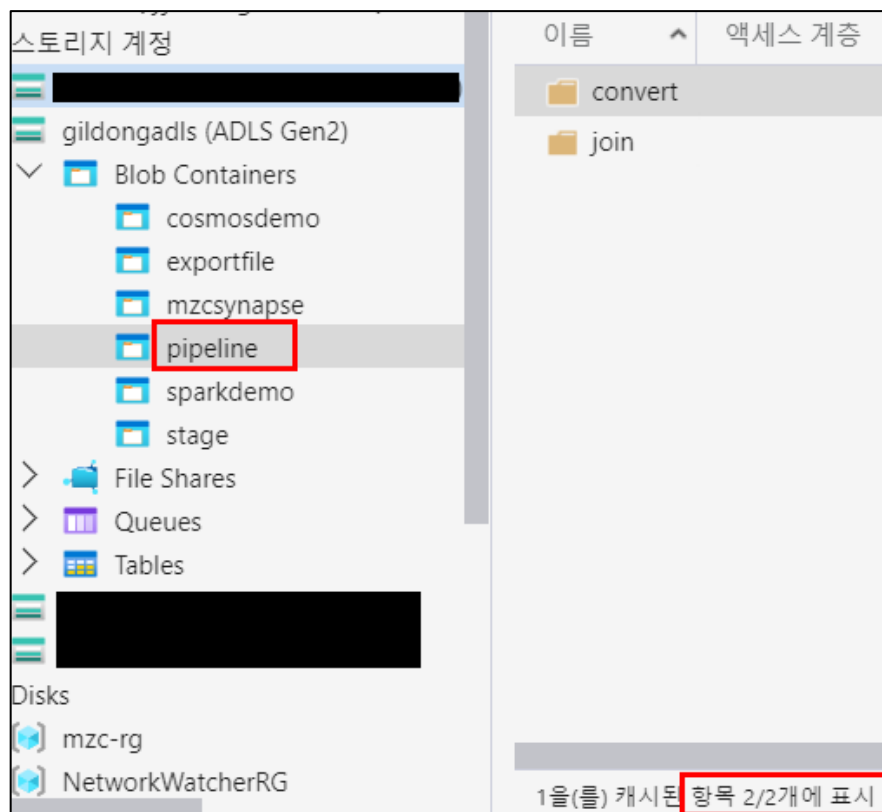 스토리지 계정
gildongadls (ADLS Gen2)
Blob Containers
cosmosdemo
exportfile
mzcsynapse
pipeline
sparkdemo
stage
File Shares
Queues
Tables
Disks
mzc-rg
NetworkWatcherRG
이름 액세스 계층
convert
join
1을(를) 캐시된 항목 2/2개에 표시